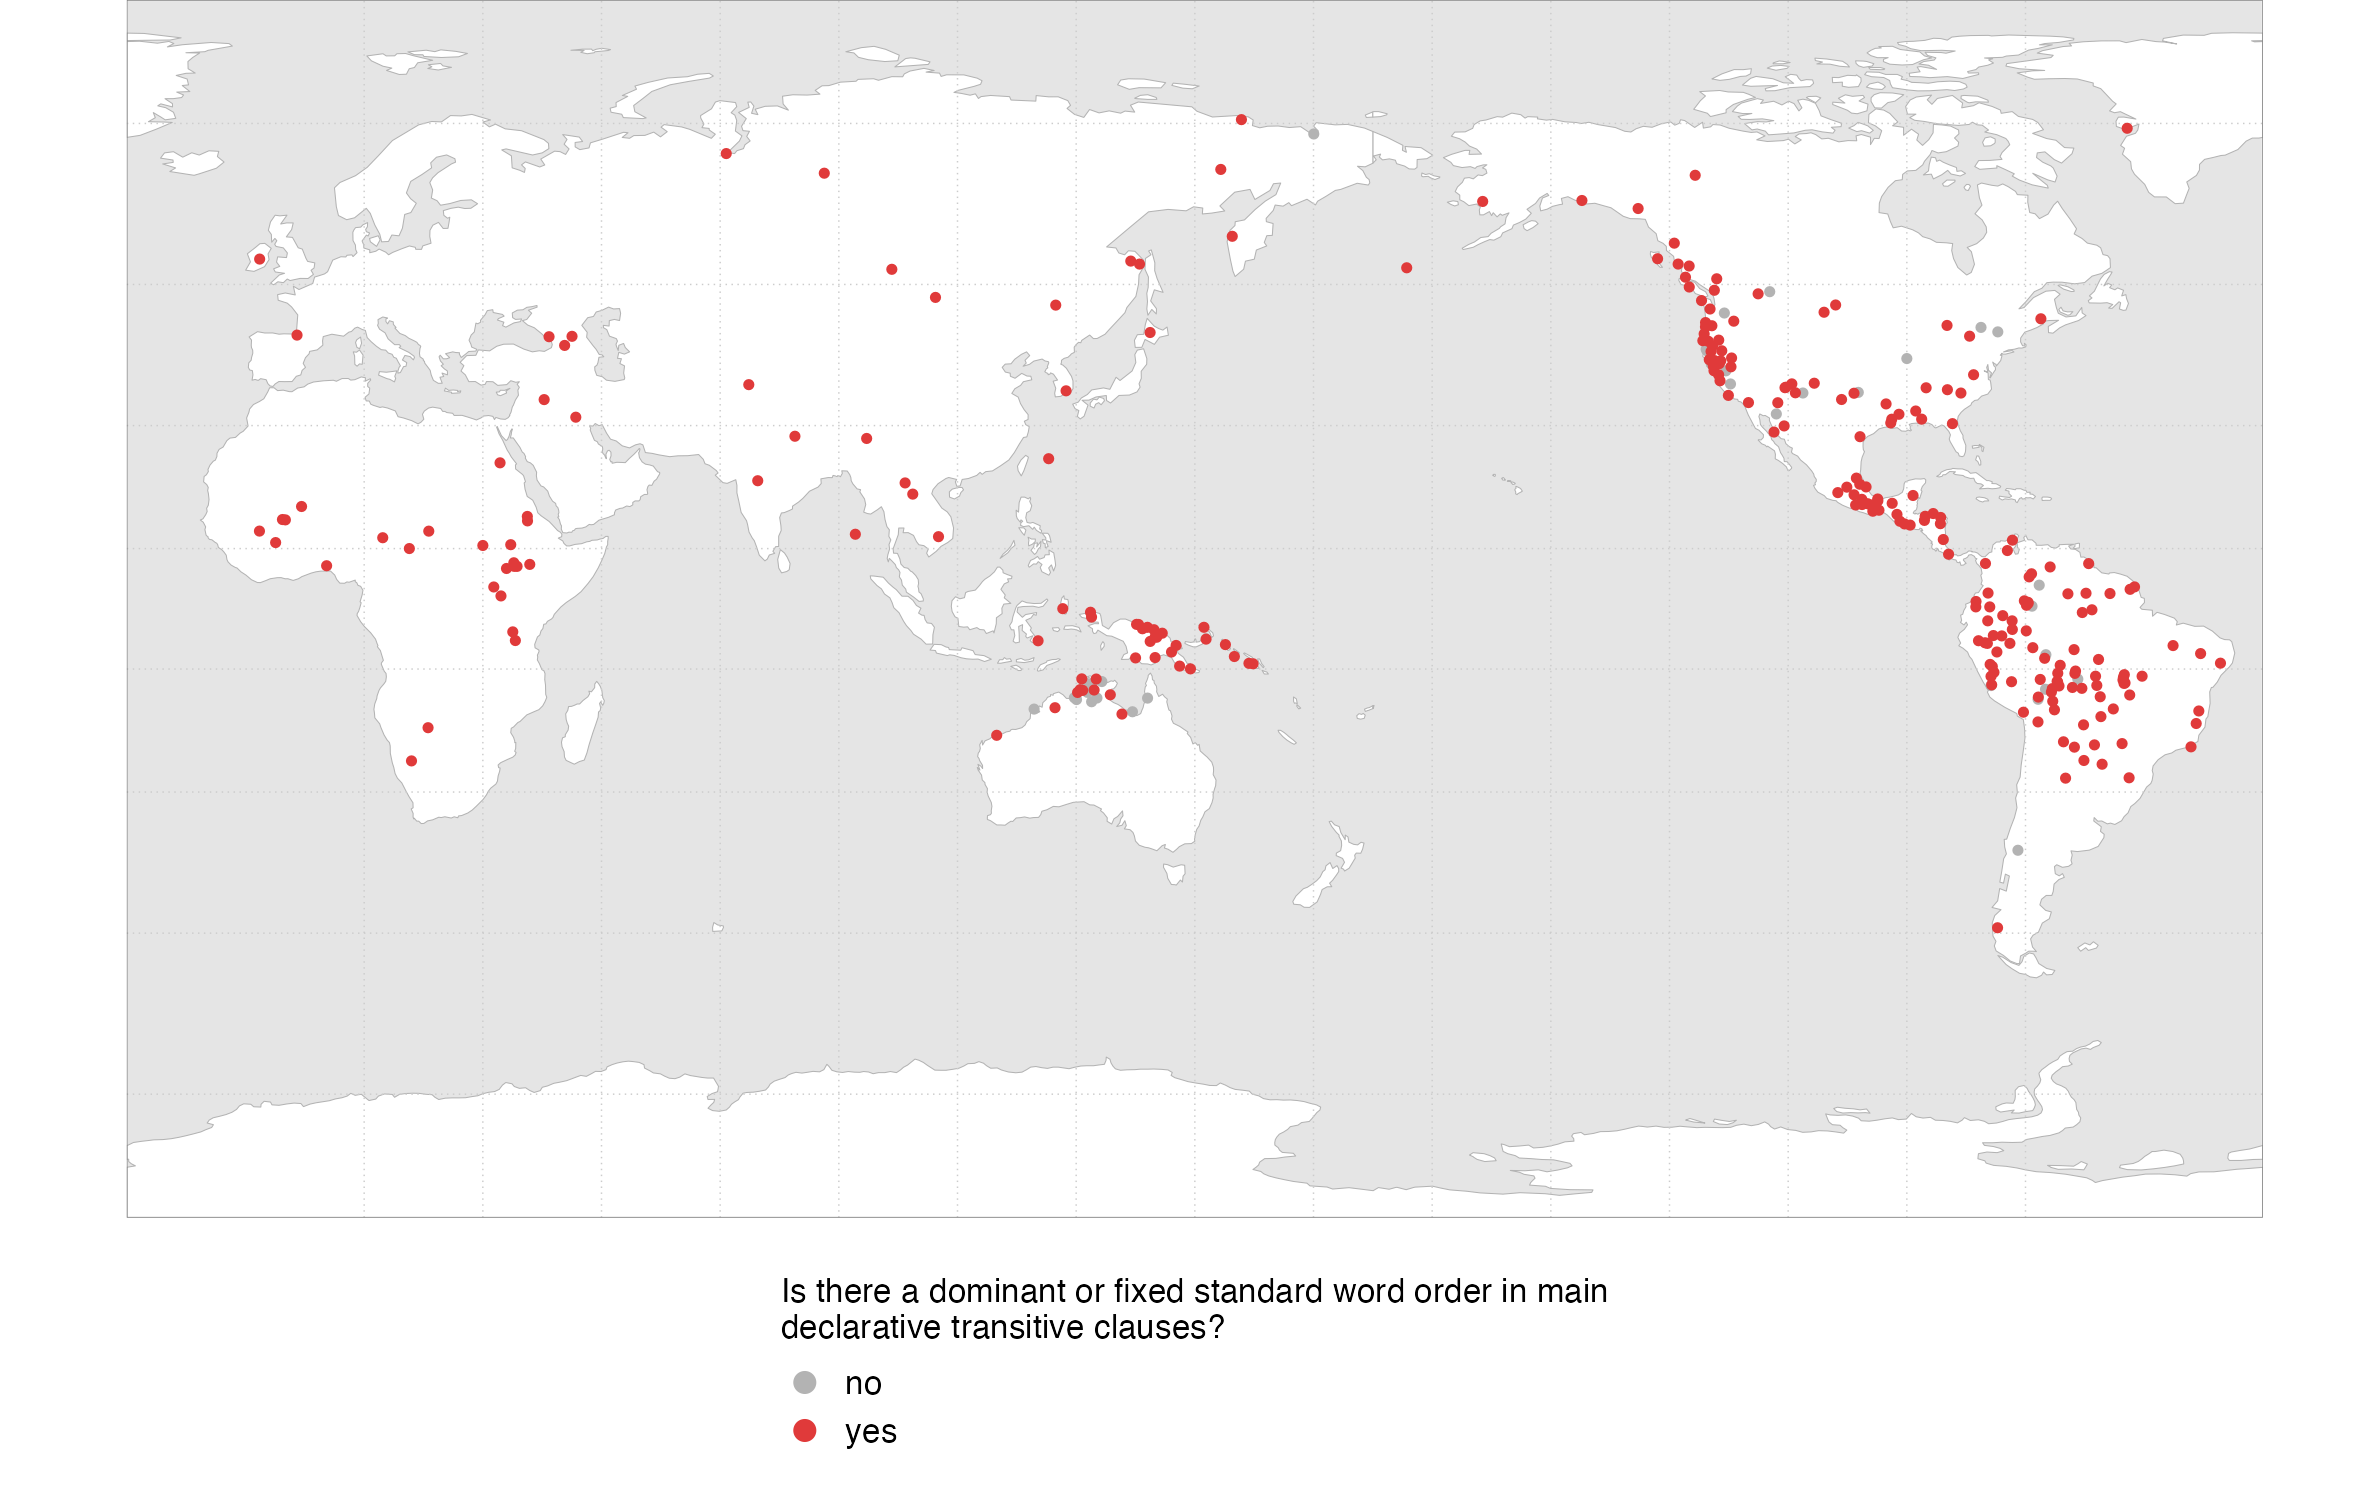 Is there a dominant or fixed standard word order in main
declarative transitive clauses?
no
yes